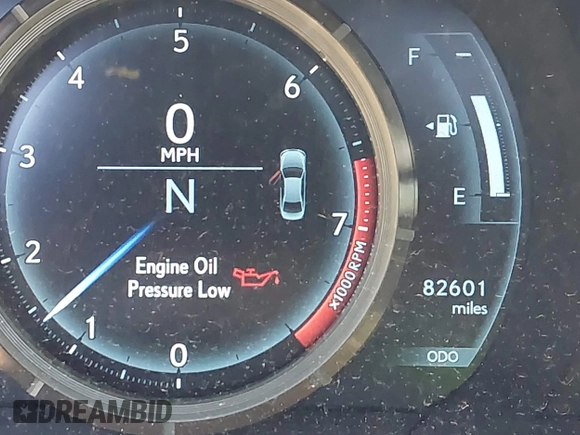 5
4
6
3
2
7
1
0
0
MPH
N
Engine Oil
Pressure Low
x1000RPM
F
E
82601
miles
ODO
DREAMBID